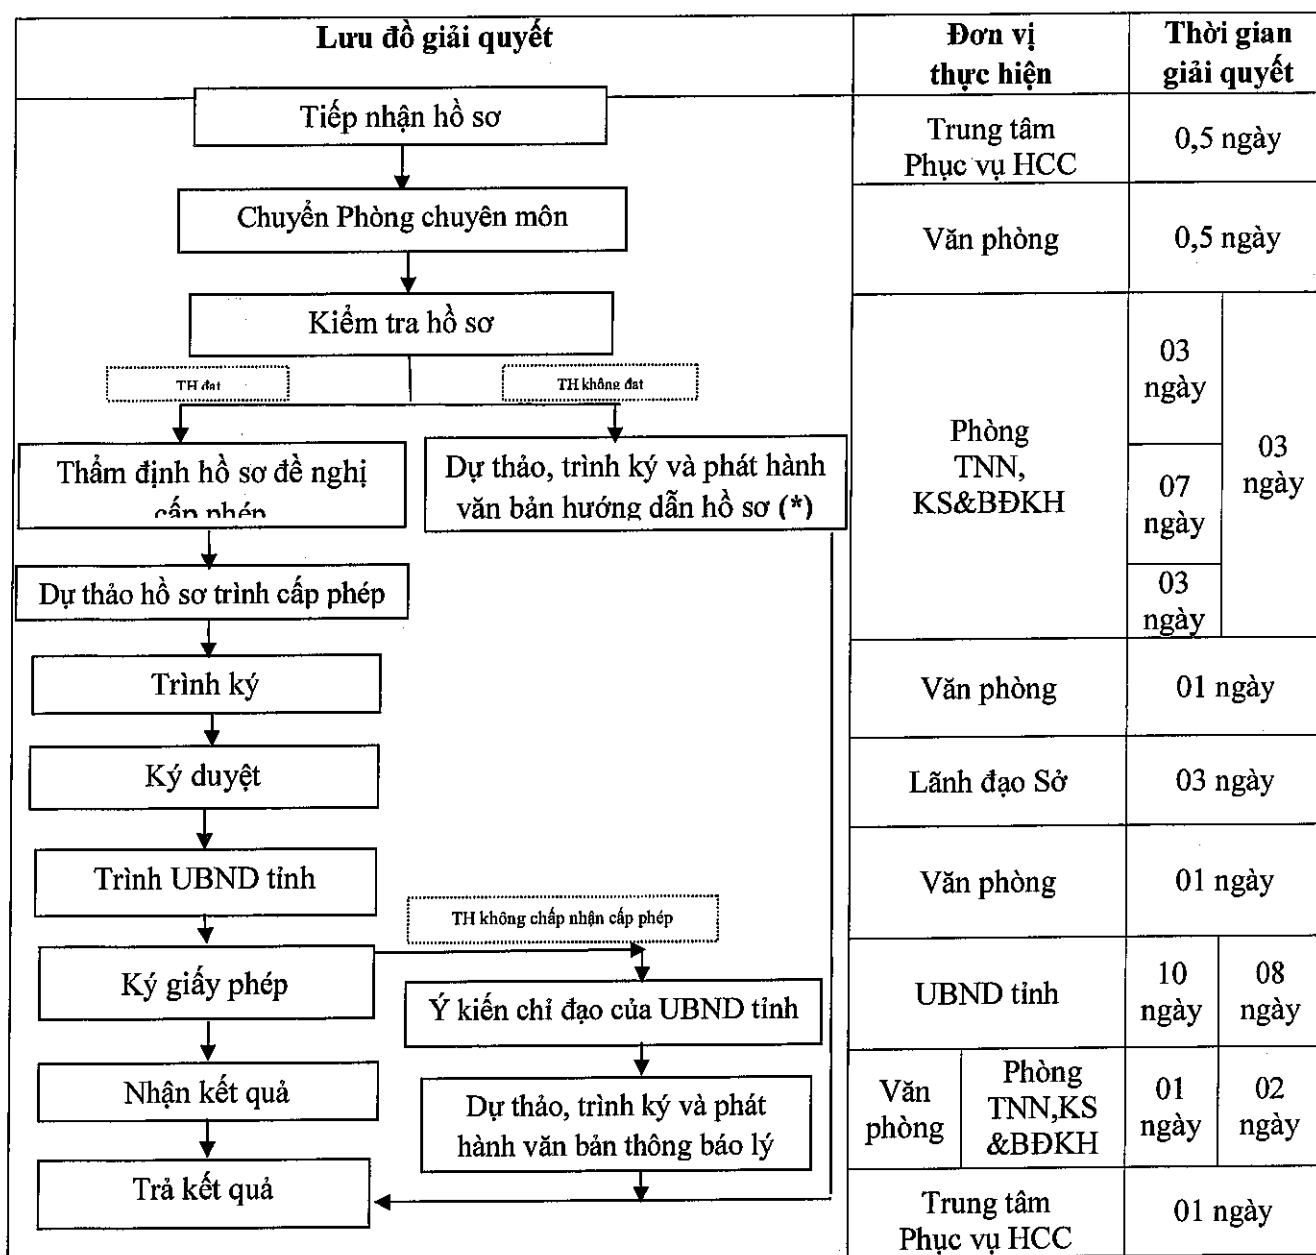 Lưu đồ giải quyết
Đơn vị
thực hiện
Thời gian
giải quyết
Tiếp nhận hồ sơ
Trung tâm
Phục vụ HCC
0,5 ngày
Chuyển Phòng chuyên môn
Văn phòng
0,5 ngày
Kiểm tra hồ sơ
TH đạt
TH không đạt
Thẩm định hồ sơ đề nghị
cấp phép
Dự thảo, trình ký và phát hành
văn bản hướng dẫn hồ sơ (*)
Dự thảo hồ sơ trình cấp phép
Phòng
TNN,
KS&BĐKH
03
ngày
07
ngày
03
ngày
03
ngày
Trình ký
Văn phòng
01 ngày
Ký duyệt
Lãnh đạo Sở
03 ngày
Trình UBND tỉnh
Văn phòng
01 ngày
TH không chấp nhận cấp phép
Ký giấy phép
Ý kiến chỉ đạo của UBND tỉnh
UBND tỉnh
10
ngày
08
ngày
Nhận kết quả
Dự thảo, trình ký và phát
hành văn bản thông báo lý
Văn
phòng
Phòng
TNN,KS
&BĐKH
01
ngày
02
ngày
Trả kết quả
Trung tâm
Phục vụ HCC
01 ngày